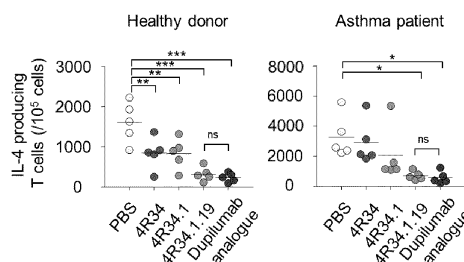 Healthy donor
Asthma patient
IL-4 producing
T cells (/10⁵ cells)
3000
2000
1000
0
***
***
**
**
ns
PBS
4R34
4R34.1
4R34.1.19
Dupilumab
analogue
8000
6000
4000
2000
0
*
*
ns
PBS
4R34
4R34.1
4R34.1.19
Dupilumab
analogue